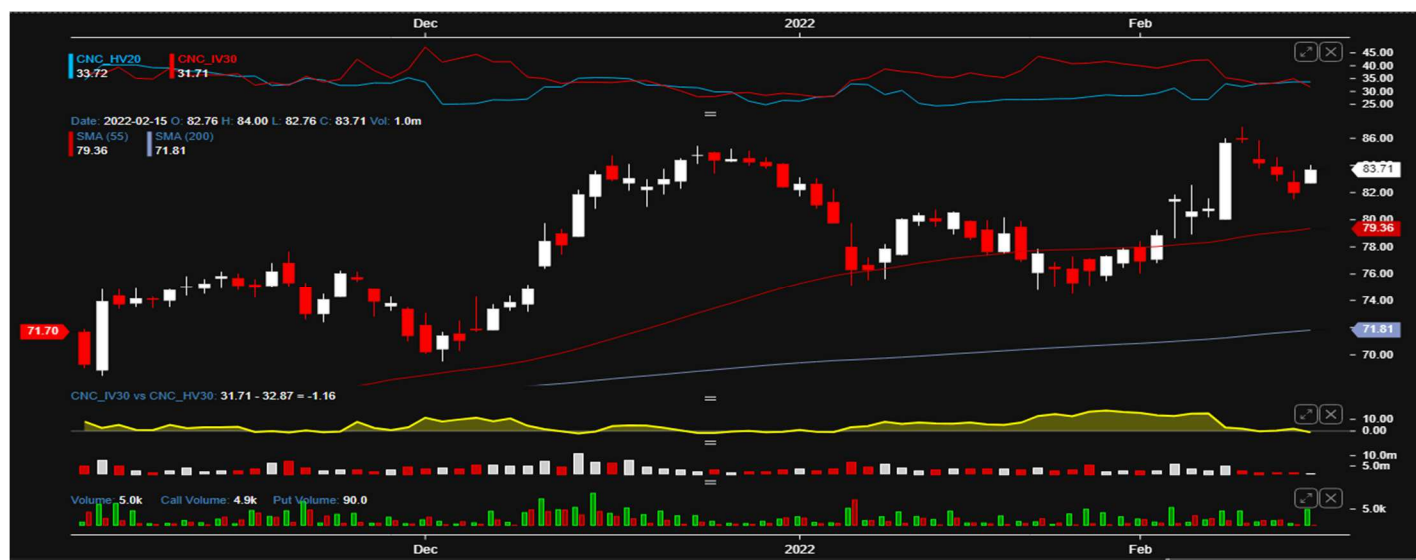 Dec 2022 Feb
CNC_HV20 CNC_IV30
33.72 31.71
45.00
40.00
35.00
30.00
25.00
Date: 2022-02-15 O: 82.76 H: 84.00 L: 82.76 C: 83.71 Vol: 1.0m
SMA (55) SMA (200)
79.36 71.81
86.00
83.71
82.00
80.00
79.36
78.00
76.00
74.00
71.70
71.81
70.00
CNC_IV30 vs CNC_HV30: 31.71 - 32.87 = -1.16
10.00
0.00
10.0m
5.0m
Volume: 5.0k Call Volume: 4.9k Put Volume: 90.0
5.0k
Dec 2022 Feb